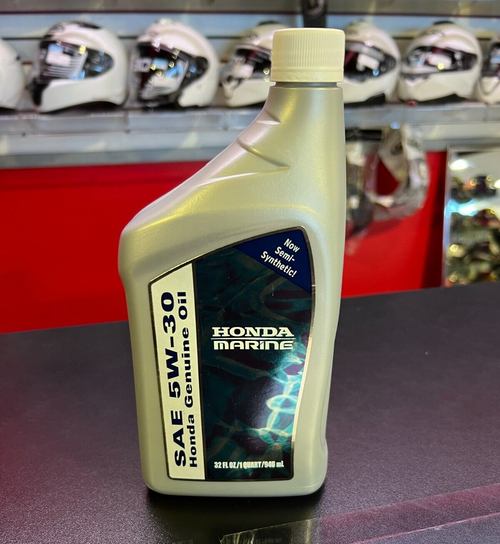 Now
Semi-
Synthetic!
HONDA
MARINE
SAE 5W-30
Honda Genuine Oil
32 FL OZ/1 QUART/946 mL